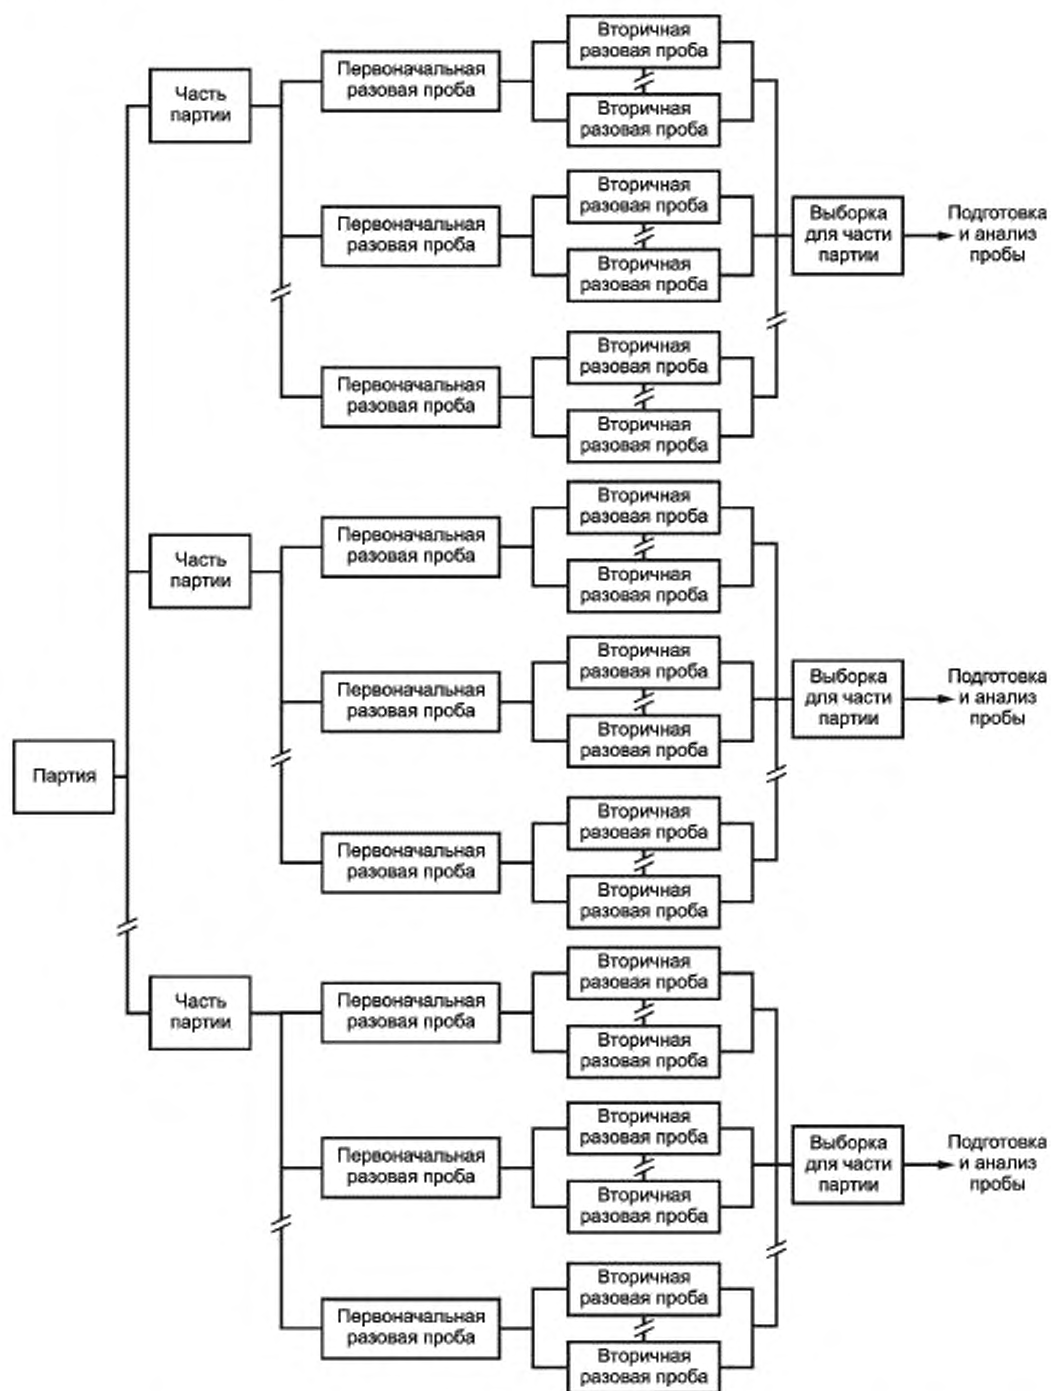 Партия
Часть
партии
Первоначальная
разовая проба
Вторичная
разовая проба
Вторичная
разовая проба
Первоначальная
разовая проба
Вторичная
разовая проба
Вторичная
разовая проба
Первоначальная
разовая проба
Вторичная
разовая проба
Вторичная
разовая проба
Выборка
для части
партии
Подготовка
и анализ
пробы
Часть
партии
Первоначальная
разовая проба
Вторичная
разовая проба
Вторичная
разовая проба
Первоначальная
разовая проба
Вторичная
разовая проба
Вторичная
разовая проба
Первоначальная
разовая проба
Вторичная
разовая проба
Вторичная
разовая проба
Выборка
для части
партии
Подготовка
и анализ
пробы
Часть
партии
Первоначальная
разовая проба
Вторичная
разовая проба
Вторичная
разовая проба
Первоначальная
разовая проба
Вторичная
разовая проба
Вторичная
разовая проба
Первоначальная
разовая проба
Вторичная
разовая проба
Вторичная
разовая проба
Выборка
для части
партии
Подготовка
и анализ
пробы